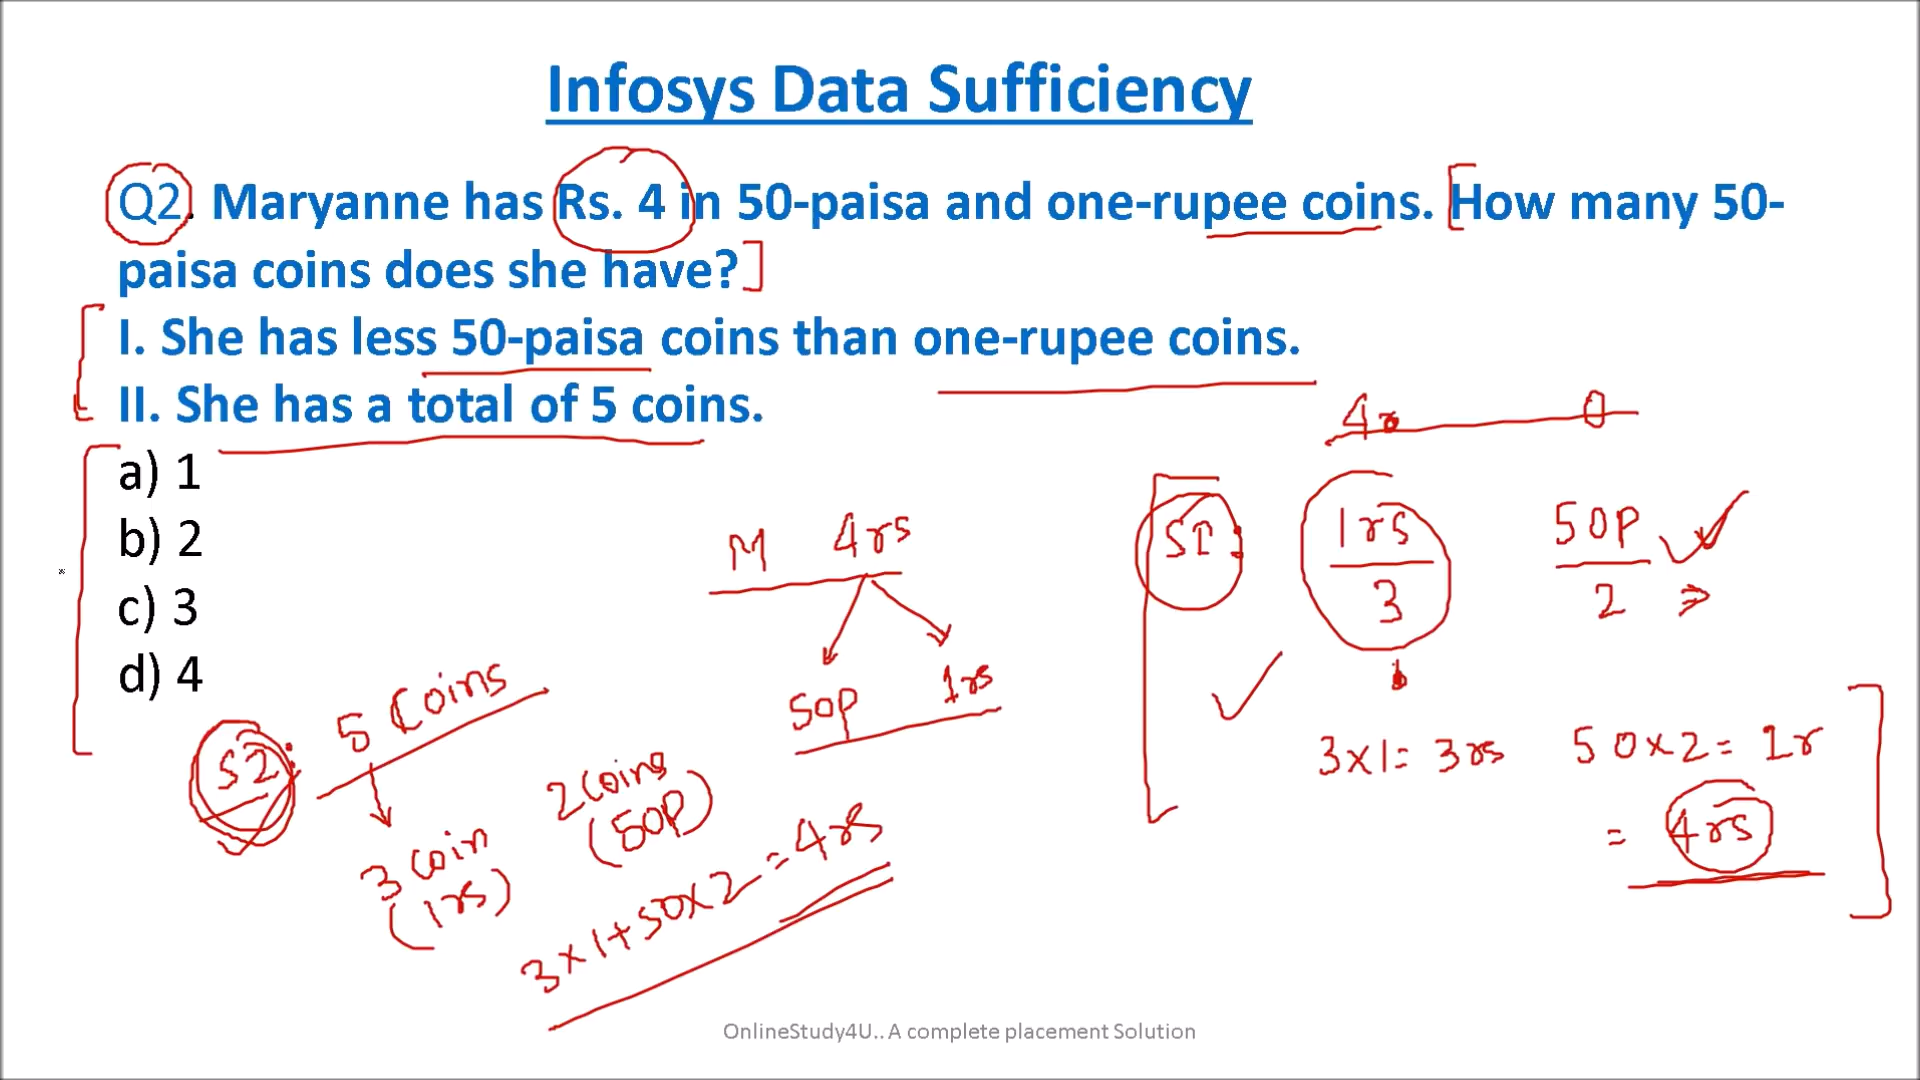 Infosys Data Sufficiency
Q2. Maryanne has Rs. 4 in 50-paisa and one-rupee coins. How many 50-
paisa coins does she have?
I. She has less 50-paisa coins than one-rupee coins.
II. She has a total of 5 coins.
a) 1
b) 2
c) 3
d) 4
M 4rs
50P 1rs
S1: 1rs 50P
3 2 ⇒
3x1= 3rs 50x2= 1r
= 4rs
S2: 5 Coins
3 coin 2 coins
(1rs) (50P)
3x1+50x2=4rs
OnlineStudy4U.. A complete placement Solution